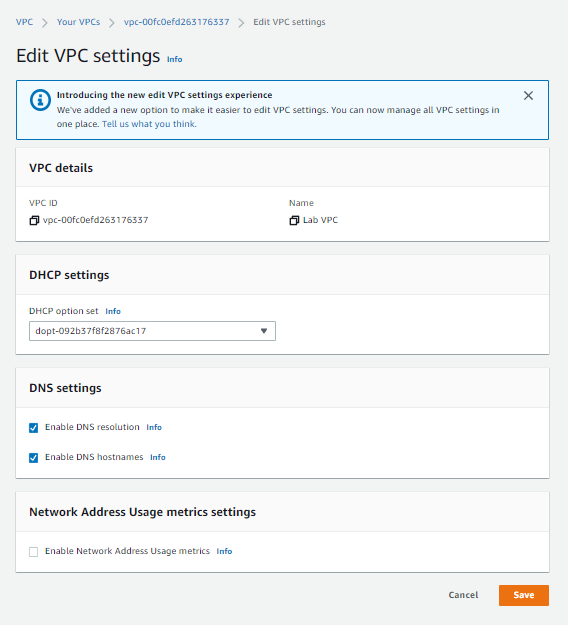 VPC > Your VPCs > vpc-00fc0efd263176337 > Edit VPC settings
Edit VPC settings Info
Introducing the new edit VPC settings experience
We've added a new option to make it easier to edit VPC settings. You can now manage all VPC settings in
one place. Tell us what you think.
VPC details
VPC ID
vpc-00fc0efd263176337
Name
Lab VPC
DHCP settings
DHCP option set Info
dopt-092b37f8f2876ac17
DNS settings
Enable DNS resolution Info
Enable DNS hostnames Info
Network Address Usage metrics settings
Enable Network Address Usage metrics Info
Cancel Save